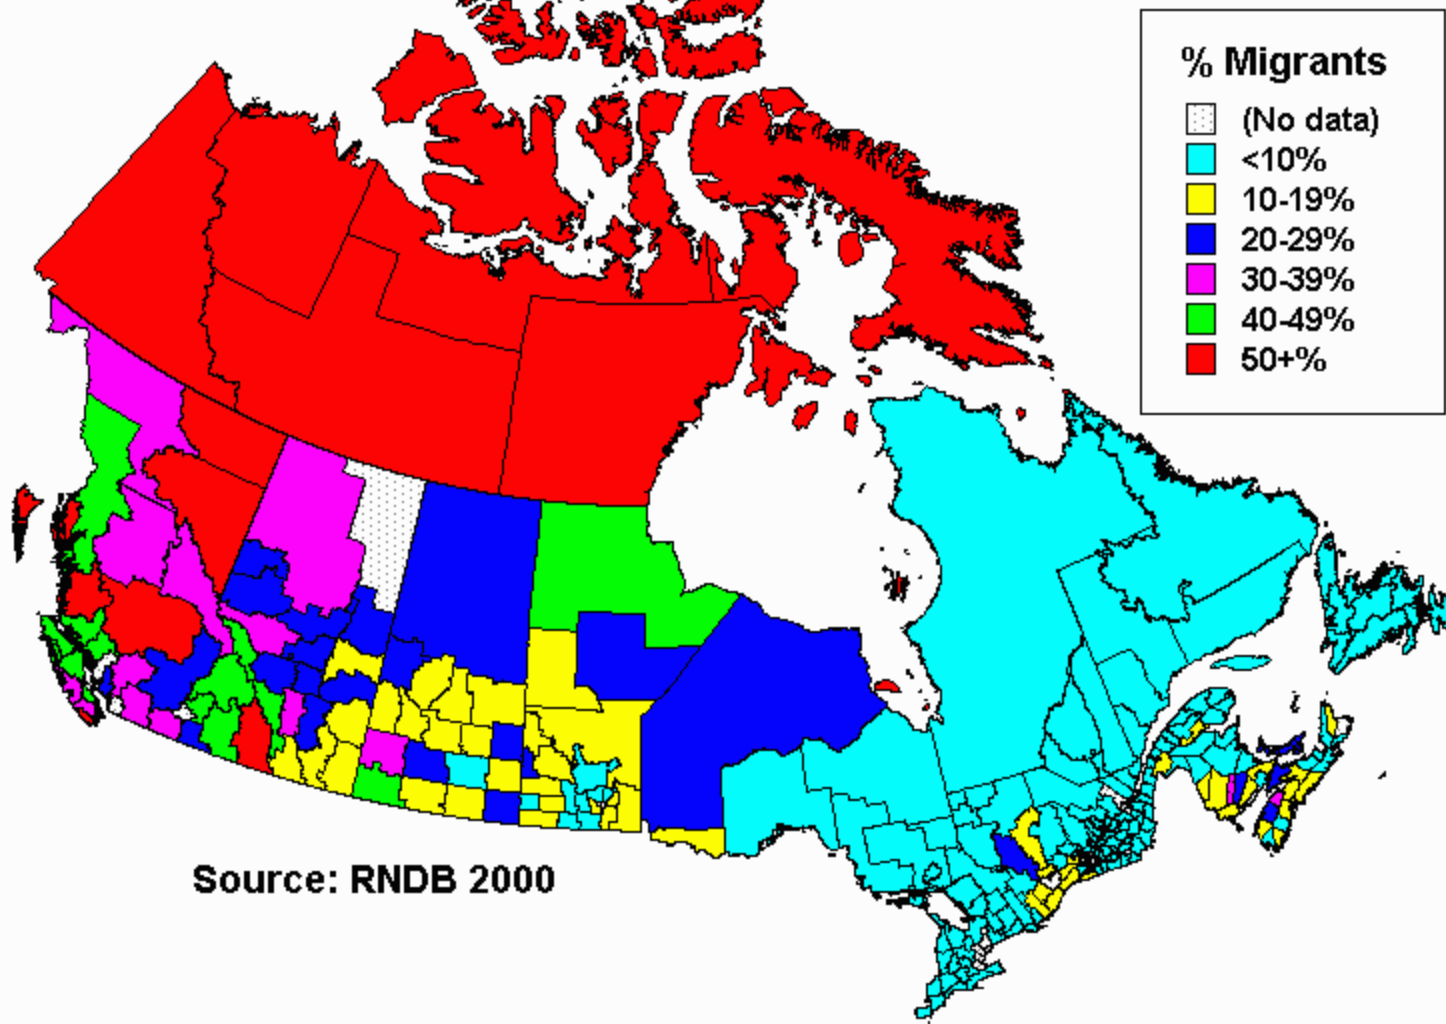 % Migrants
(No data)
<10%
10-19%
20-29%
30-39%
40-49%
50+%
Source: RNDB 2000